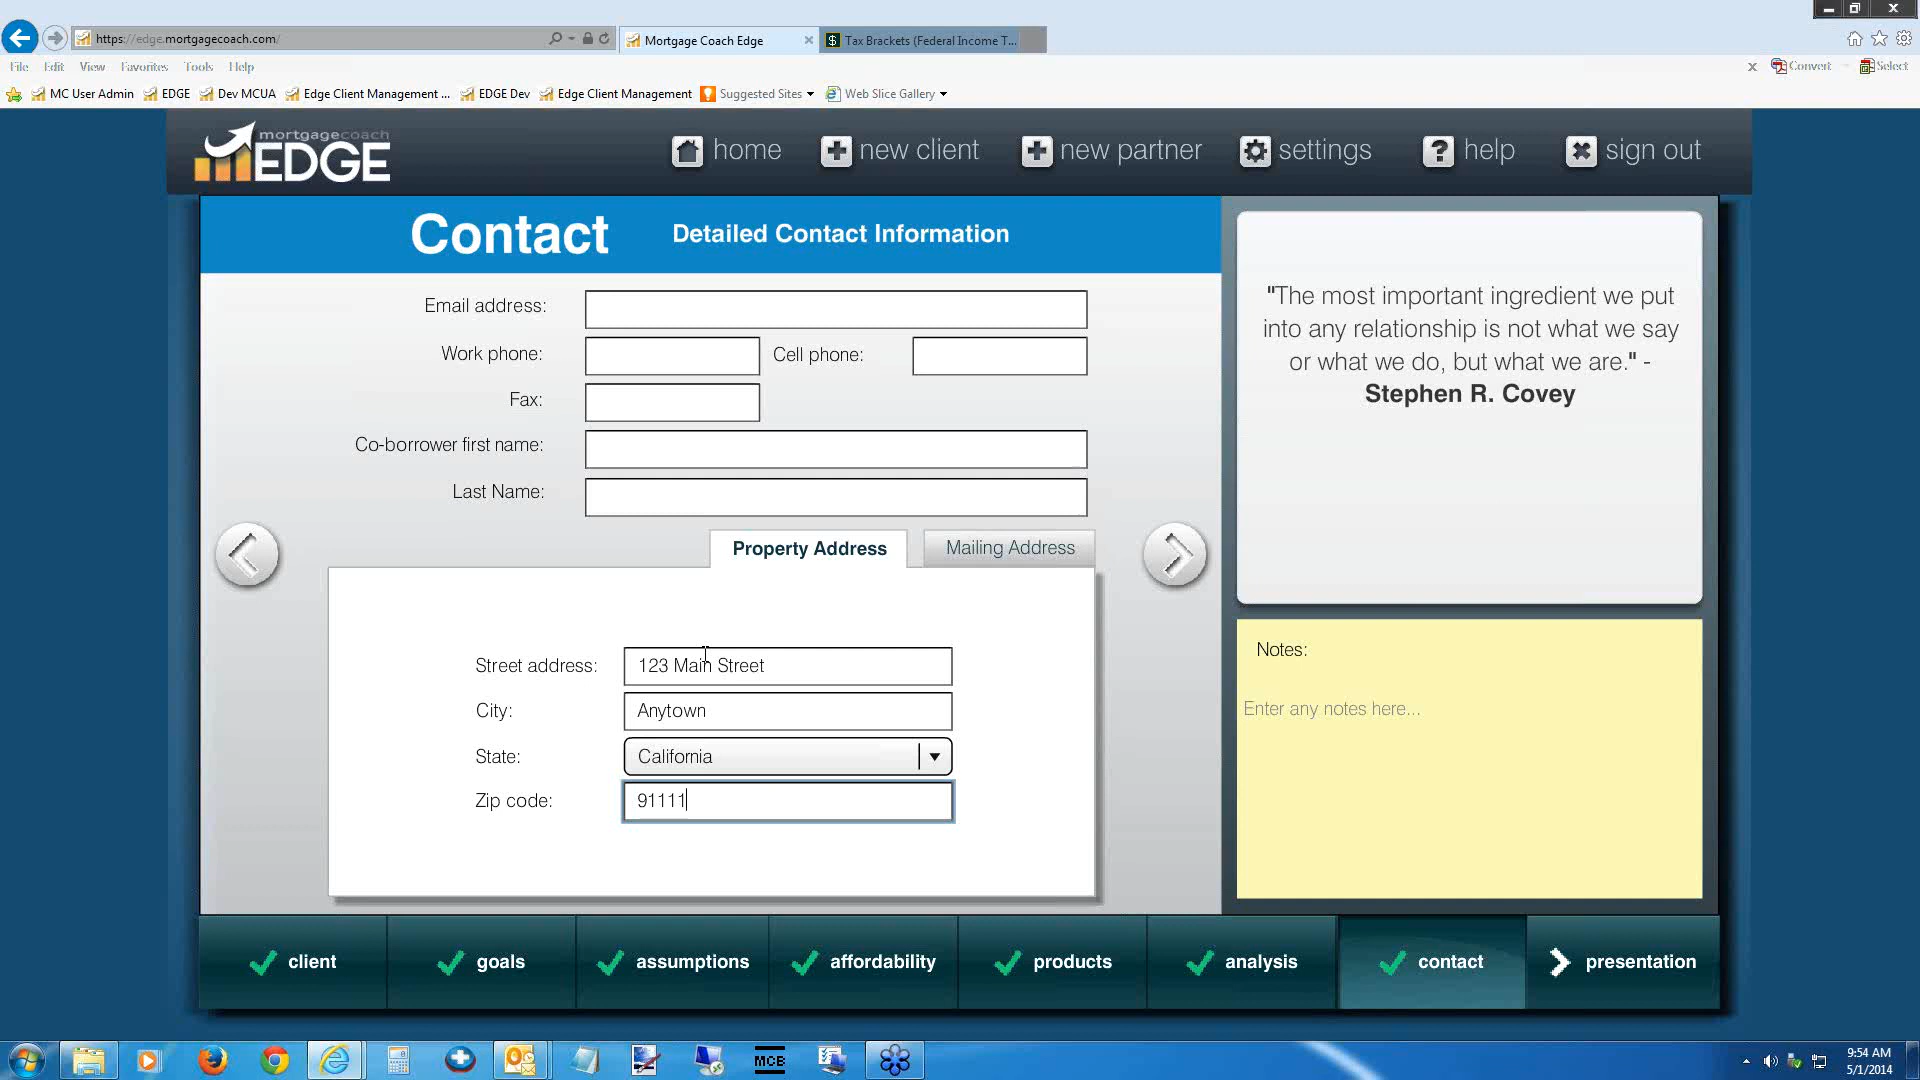 https://edge.mortgagecoach.com/
Mortgage Coach Edge
Tax Brackets (Federal Income T...
File Edit View Favorites Tools Help
Convert Select
MC User Admin EDGE Dev MCUA Edge Client Management ... EDGE Dev Edge Client Management Suggested Sites Web Slice Gallery
mortgagecoach
EDGE
home new client new partner settings help sign out
Contact Detailed Contact Information
Email address:
Work phone: Cell phone:
Fax:
Co-borrower first name:
Last Name:
Property Address Mailing Address
Street address: 123 Main Street
City: Anytown
State: California
Zip code: 91111
"The most important ingredient we put
into any relationship is not what we say
or what we do, but what we are." -
Stephen R. Covey
Notes:
Enter any notes here...
client goals assumptions affordability products analysis contact presentation
MCB
9:54 AM
5/1/2014